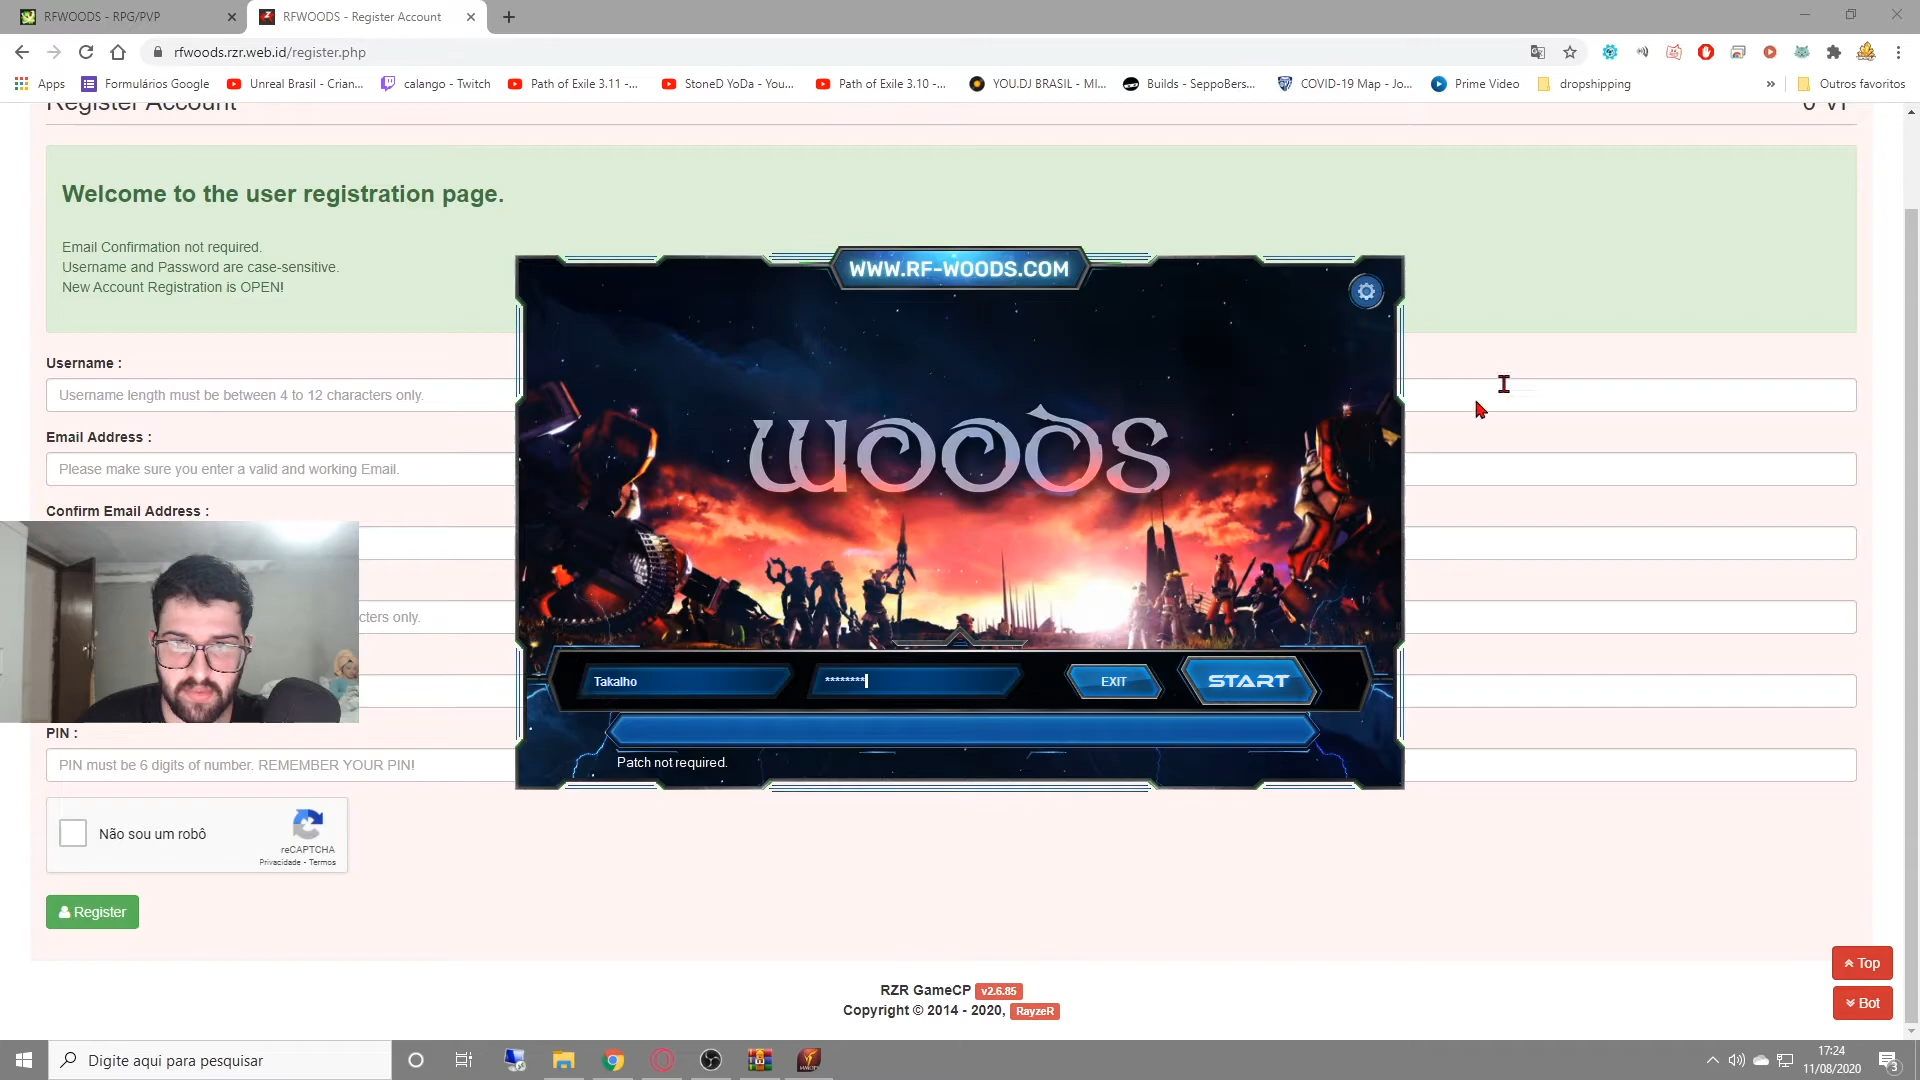 RFWOODS - RPG/PVP
RFWOODS - Register Account
rfwoods.rzr.web.id/register.php
Apps
Formulários Google
Unreal Brasil - Crian...
calango - Twitch
Path of Exile 3.11 -...
StoneD YoDa - You...
Path of Exile 3.10 -...
YOU.DJ BRASIL - MI...
Builds - SeppoBers...
COVID-19 Map - Jo...
Prime Video
dropshipping
»
Outros favoritos
Register Account
Welcome to the user registration page.
Email Confirmation not required.
Username and Password are case-sensitive.
New Account Registration is OPEN!
Username :
Username length must be between 4 to 12 characters only.
Email Address :
Please make sure you enter a valid and working Email.
Confirm Email Address :
cters only.
PIN :
PIN must be 6 digits of number. REMEMBER YOUR PIN!
Não sou um robô
reCAPTCHA
Privacidade - Termos
Register
WWW.RF-WOODS.COM
WOODS
Takalho
********
EXIT
START
Patch not required.
Top
Bot
RZR GameCP v2.6.85
Copyright © 2014 - 2020, RayzeR
Digite aqui para pesquisar
17:24
11/08/2020
3